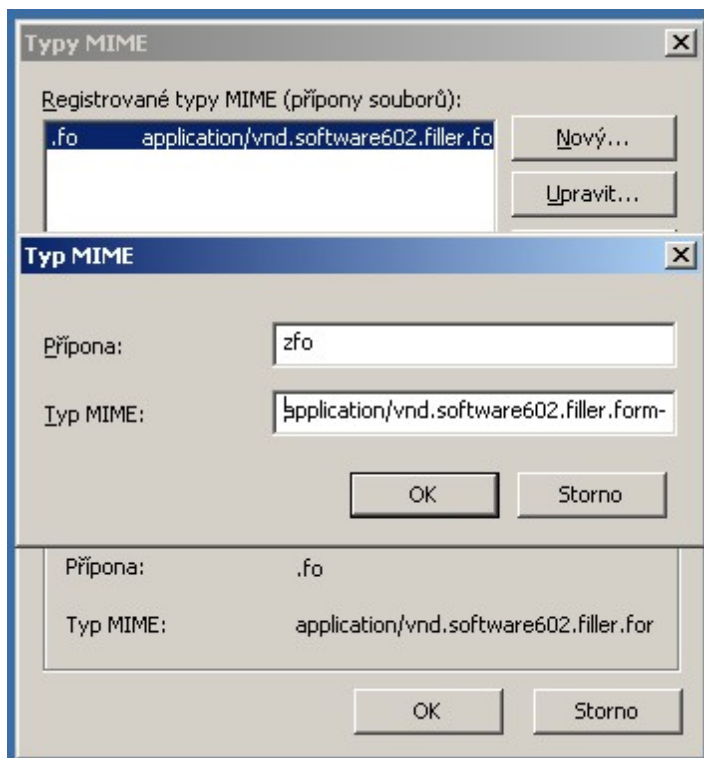 Typy MIME
Registrované typy MIME (přípony souborů):
.fo application/vnd.software602.filler.fo
Nový...
Upravit...
Typ MIME
Přípona: zfo
Typ MIME: application/vnd.software602.filler.form-
OK Storno
Přípona: .fo
Typ MIME: application/vnd.software602.filler.for
OK Storno